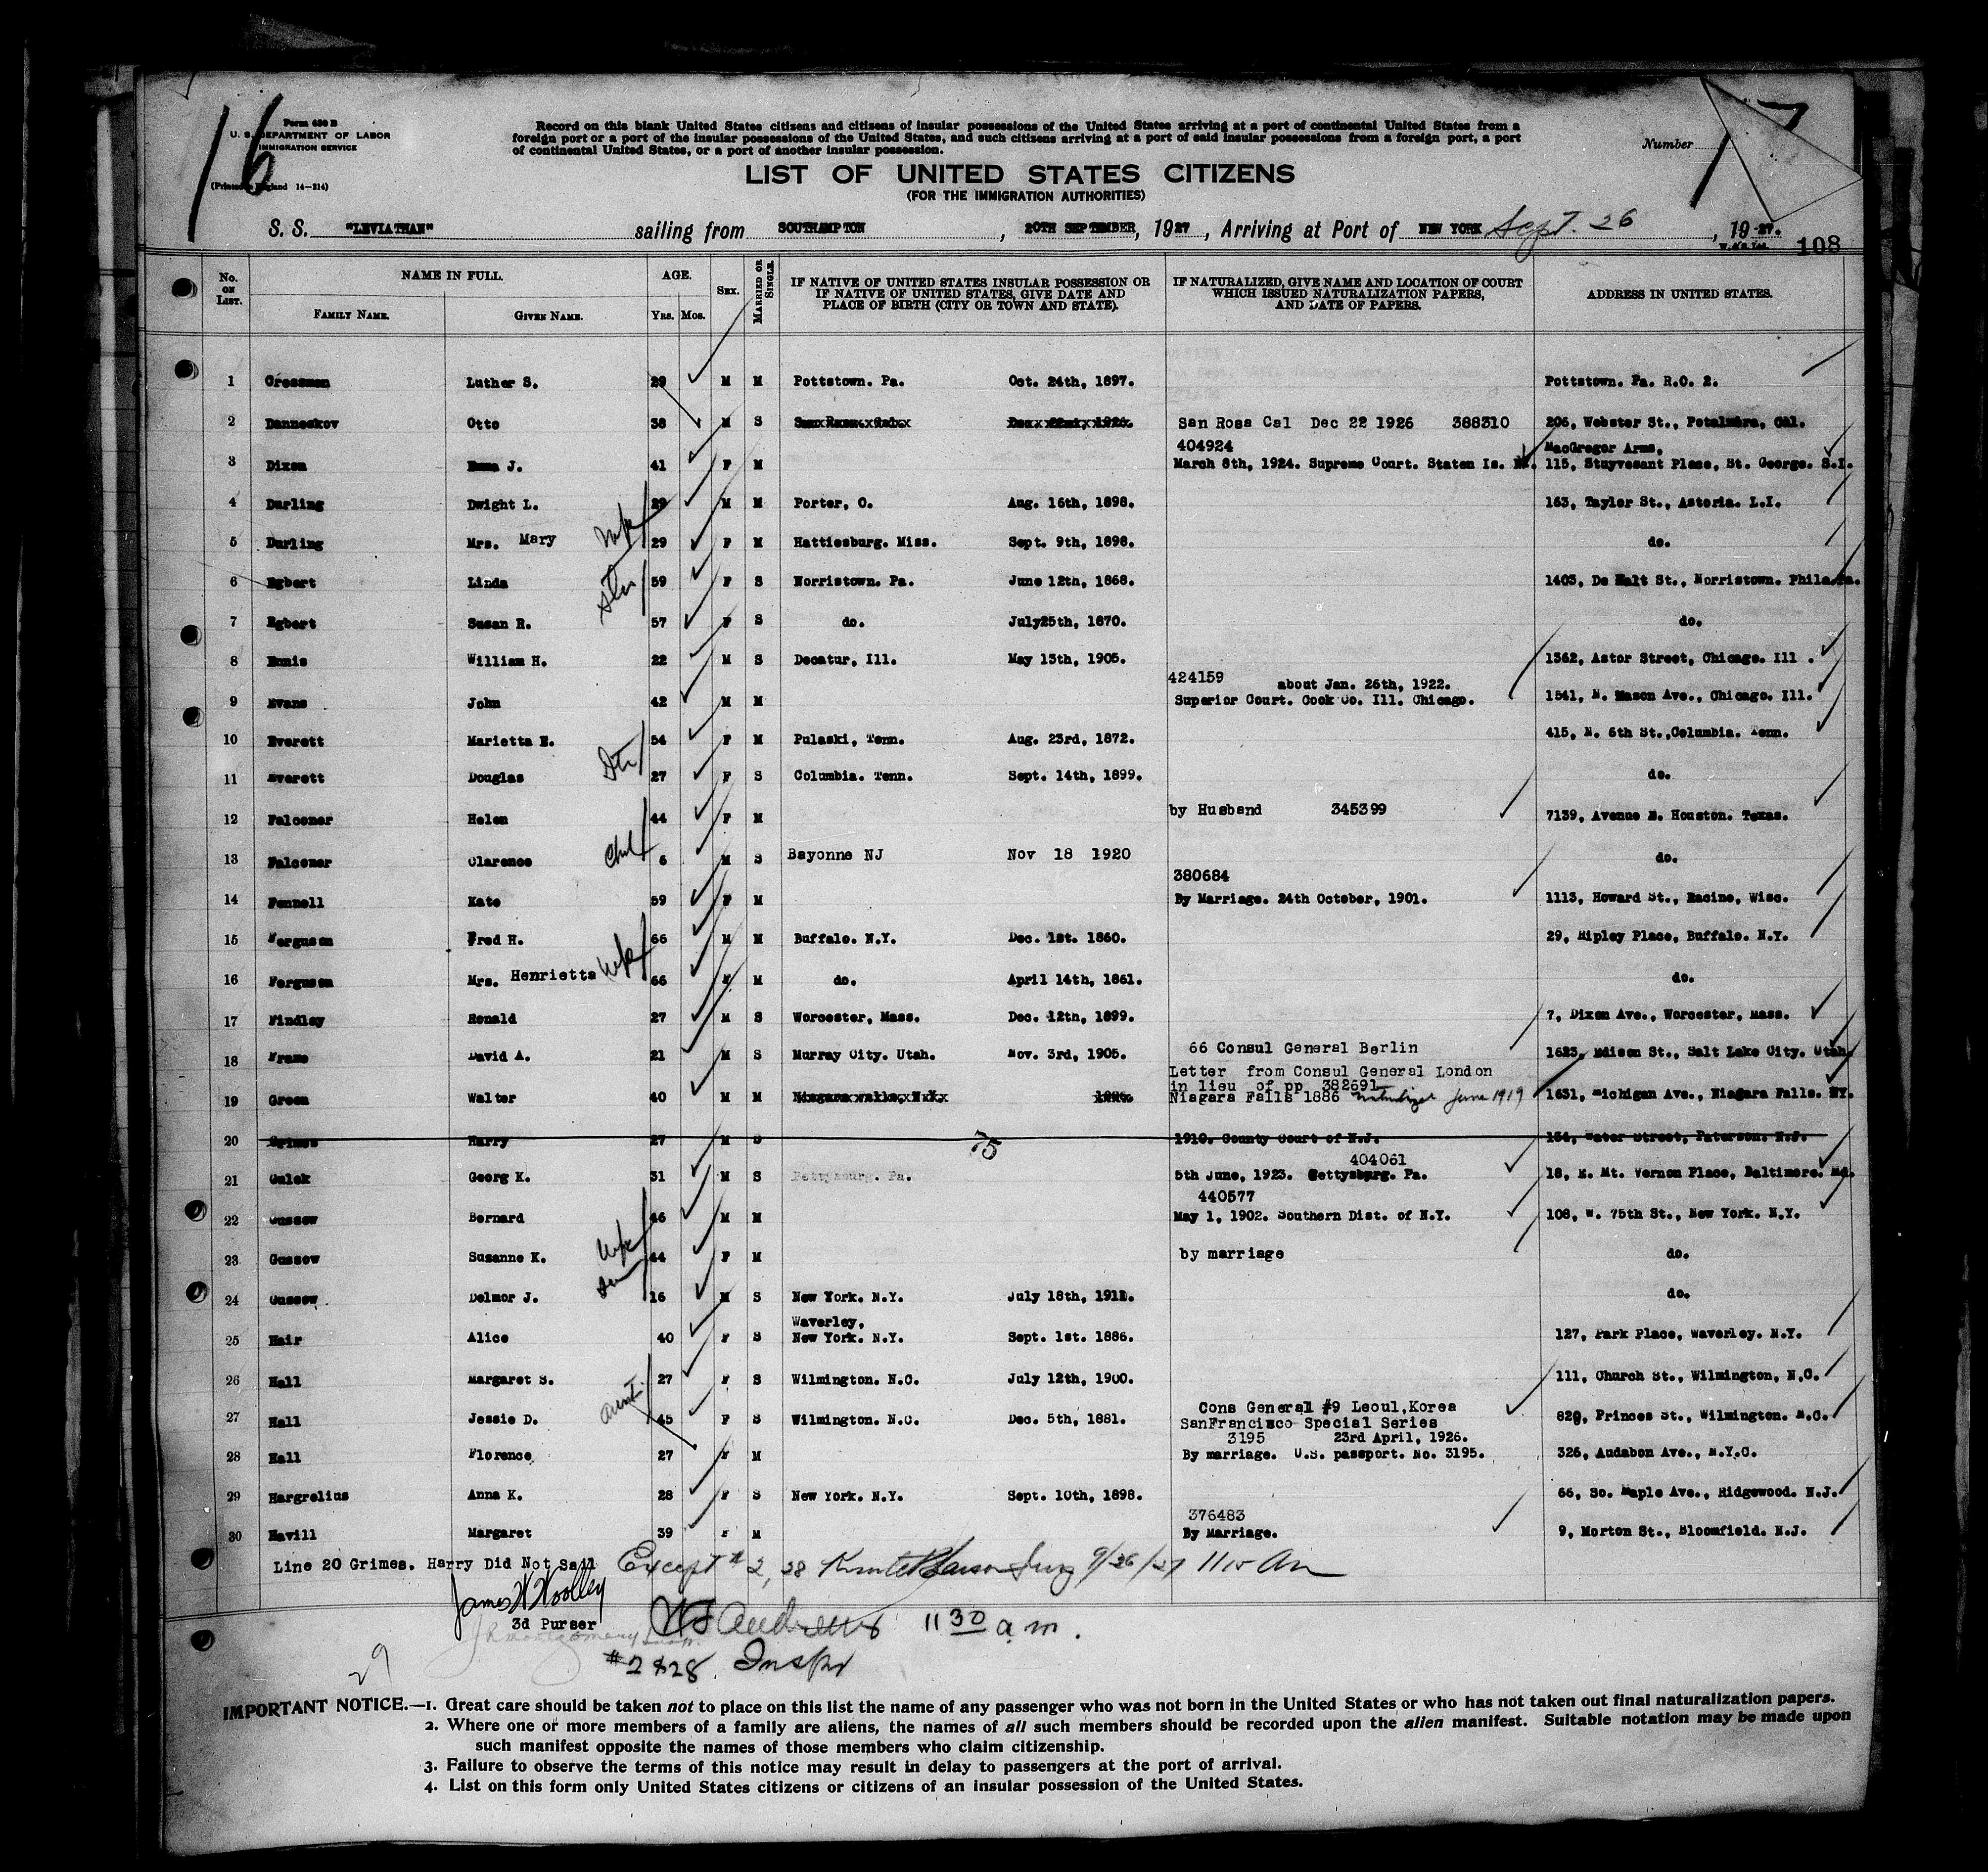 16
Form 630 B
U. S. DEPARTMENT OF LABOR
IMMIGRATION SERVICE
(Printed in England 14—214)
Record on this blank United States citizens and citizens of insular possessions of the United States arriving at a port of continental United States from a
foreign port or a port of the insular possessions of the United States, and such citizens arriving at a port of said insular possessions from a foreign port, a port
of continental United States, or a port of another insular possession.
Number 17
LIST OF UNITED STATES CITIZENS
(FOR THE IMMIGRATION AUTHORITIES)
S. S. "LEVIATHAN" sailing from SOUTHAMPTON, 20TH SEPTEMBER, 1927, Arriving at Port of NEW YORK Sept. 26, 1927.
108
No. ON LIST. NAME IN FULL. AGE. SEX. MARRIED OR SINGLE. IF NATIVE OF UNITED STATES INSULAR POSSESSION OR IF NATIVE OF UNITED STATES, GIVE DATE AND PLACE OF BIRTH (CITY OR TOWN AND STATE). IF NATURALIZED, GIVE NAME AND LOCATION OF COURT WHICH ISSUED NATURALIZATION PAPERS, AND DATE OF PAPERS. ADDRESS IN UNITED STATES.
FAMILY NAME. GIVEN NAME. YRS. MOS.
1 Cressman Luther S. 29 M M Pottstown. Pa. Oct. 24th, 1897. Pottstown. Pa. R.O. 2.
2 Danneskov Otto 38 M S San Rosa Cal Dec 22 1926 388310 206, Webster St., Cal.
404924 MacGregor Arms,
3 Dixon Emma J. 41 F M March 6th, 1924. Supreme Court. Staten Is. 115, Stuyvesant Place, St. George. S.I.
4 Darling Dwight L. 29 M M Porter, O. Aug. 16th, 1898. 163, Taylor St., Astoria. L.I.
5 Darling Mrs. Mary wife 29 F M Hattiesburg. Miss. Sept. 9th, 1898. do.
6 Egbert Linda 59 F S Norristown. Pa. June 12th, 1868. 1403, De Kalt St., Norristown. Phila.Pa.
7 Egbert Susan R. 57 F S do. July25th, 1870. do.
8 Ennis William H. 22 M S Decatur, Ill. May 13th, 1905. 1362, Astor Street, Chicago. Ill.
424159 about Jan. 26th, 1922.
9 Evans John 42 M M Superior Court. Cook Co. Ill. Chicago. 1541, N. Mason Ave., Chicago. Ill.
10 Everett Marietta E. 54 F M Pulaski, Tenn. Aug. 23rd, 1872. 415, N. 6th St.,Columbia. Tenn.
11 Everett Douglas 27 F S Columbia. Tenn. Sept. 14th, 1899. do.
12 Falconer Helen 44 F M by Husband 345399 7139, Avenue E. Houston. Texas.
13 Falconer Clarence 6 M S Bayonne NJ Nov 18 1920 do.
380684
14 Fennell Kate 59 F M By Marriage. 24th October, 1901. 1113, Howard St., Racine, Wisc.
15 Ferguson Fred H. 66 M M Buffalo. N.Y. Dec. 1st. 1860. 29, Ripley Place, Buffalo. N.Y.
16 Ferguson Mrs. Henrietta wife 66 F M do. April 14th, 1861. do.
17 Findley Ronald 27 M S Worcester, Mass. Dec. 12th, 1899. 7, Dixon Ave., Worcester, Mass.
18 Frame David A. 21 M S Murray City. Utah. Nov. 3rd, 1905. 66 Consul General Berlin 1623, Edison St., Salt Lake City. Utah
Letter from Consul General London
in lieu of pp 382691
19 Green Walter 40 M M Niagara Falls, N.Y. 1886. Niagara Falls 1886 naturalized June 1919 1631, Michigan Ave., Niagara Falls. NY.
20 Grimes Harry 27 M S 75 1910. County Court of N.J. 154, Water Street, Paterson. N.J.
404061
21 Gulck Georg K. 31 M S Gettysburg. Pa. 5th June, 1923. Gettysburg. Pa. 18, E. Mt. Vernon Place, Baltimore. Md.
440577
22 Gussow Bernard 46 M M May 1, 1902. Southern Dist. of N.Y. 108, W. 75th St., New York. N.Y.
23 Gussow Suzanne K. wife 44 F M by marriage do.
24 Gussow Delmor J. son 16 M S New York. N.Y. July 18th, 1911. do.
Waverley,
25 Hair Alice 40 F S New York. N.Y. Sept. 1st. 1886. 127, Park Place, Waverley. N.Y.
26 Hall Margaret S. 27 F S Wilmington. N.C. July 12th, 1900. 111, Church St., Wilmington, N.C.
Cons General #9 Leoul,Korea
27 Hall Jessie D. aunt 45 F S Wilmington. N.C. Dec. 5th, 1881. SanFrancisco Special Series 820, Princes St., Wilmington. N.C.
3195 23rd April, 1926.
28 Hall Florence 27 F M By marriage. U.S. passport. No. 3195. 326, Audabon Ave., N.Y.C.
29 Hargrelius Anna K. 28 F S New York. N.Y. Sept. 10th, 1898. 66, So. Maple Ave., Ridgewood. N.J.
376483
30 Havill Margaret 39 F M By Marriage. 9, Morton St., Bloomfield. N.J.
Line 20 Grimes. Harry Did Not Sail Except # 2, 28 9/26/27 11 15 Am
James W Woolley
3d Purser
Andrews 11 30 a.m.
#2 & 28. Inspr
29
IMPORTANT NOTICE.—1. Great care should be taken not to place on this list the name of any passenger who was not born in the United States or who has not taken out final naturalization papers.
2. Where one or more members of a family are aliens, the names of all such members should be recorded upon the alien manifest. Suitable notation may be made upon
such manifest opposite the names of those members who claim citizenship.
3. Failure to observe the terms of this notice may result in delay to passengers at the port of arrival.
4. List on this form only United States citizens or citizens of an insular possession of the United States.